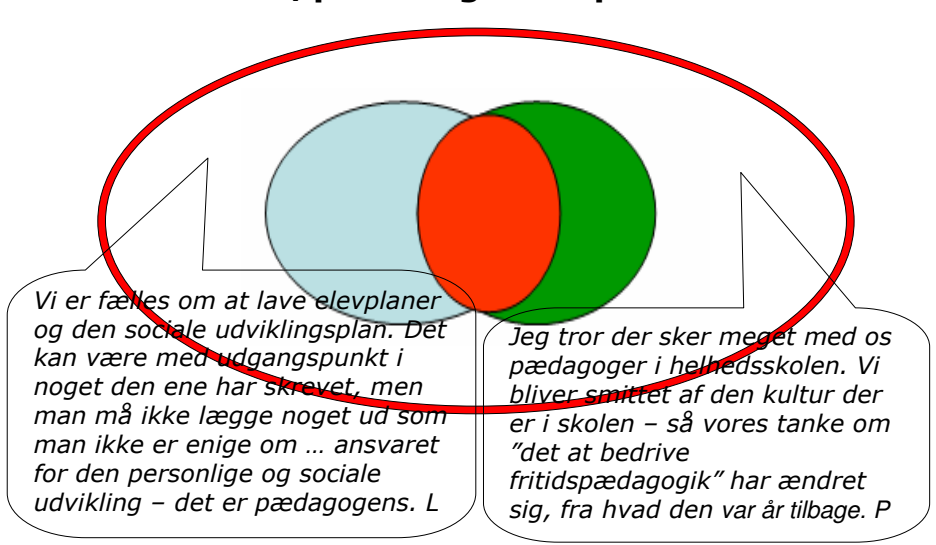 Vi er fælles om at lave elevplaner
og den sociale udviklingsplan. Det
kan være med udgangspunkt i
noget den ene har skrevet, men
man må ikke lægge noget ud som
man ikke er enige om … ansvaret
for den personlige og sociale
udvikling – det er pædagogens. L
Jeg tror der sker meget med os
pædagoger i helhedsskolen. Vi
bliver smittet af den kultur der
er i skolen – så vores tanke om
”det at bedrive
fritidspædagogik” har ændret
sig, fra hvad den var år tilbage. P